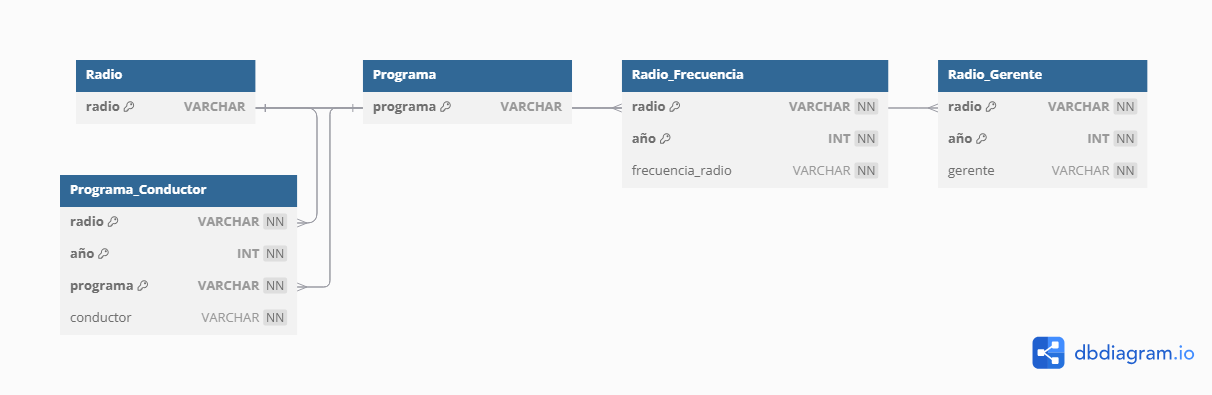 Radio
radio VARCHAR
Programa
programa VARCHAR
Radio_Frecuencia
radio VARCHAR NN
año INT NN
frecuencia_radio VARCHAR NN
Radio_Gerente
radio VARCHAR NN
año INT NN
gerente VARCHAR NN
Programa_Conductor
radio VARCHAR NN
año INT NN
programa VARCHAR NN
conductor VARCHAR NN
dbdiagram.io